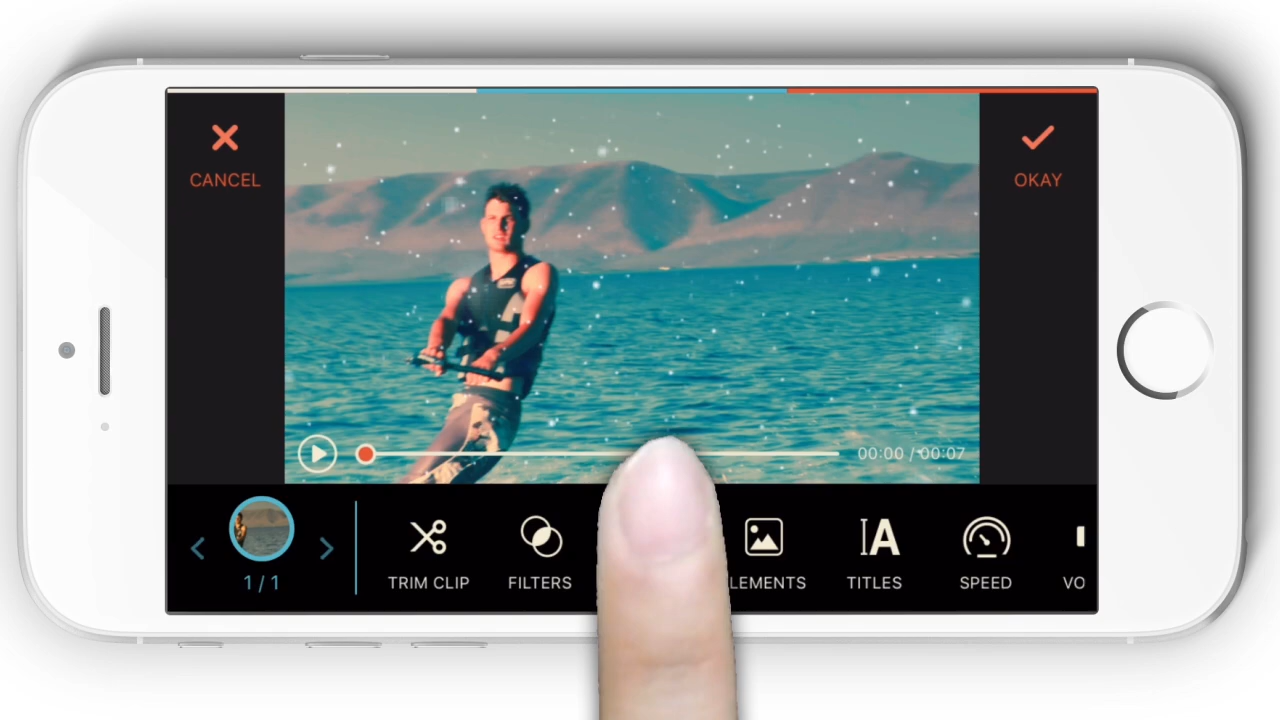 CANCEL
OKAY
00:00 / 00:07
1 / 1
TRIM CLIP
FILTERS
LEMENTS
TITLES
SPEED
VO